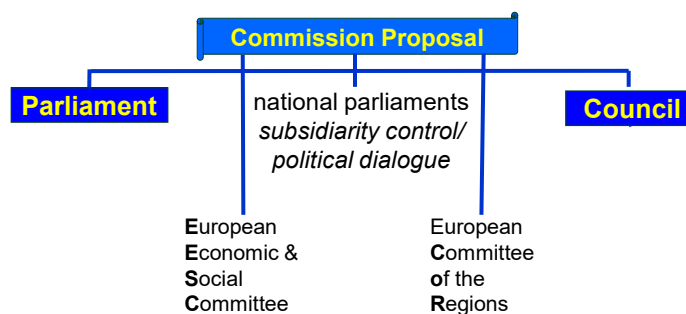 Commission Proposal
Parliament
national parliaments
subsidiarity control/
political dialogue
Council
European
Economic &
Social
Committee
European
Committee
of the
Regions